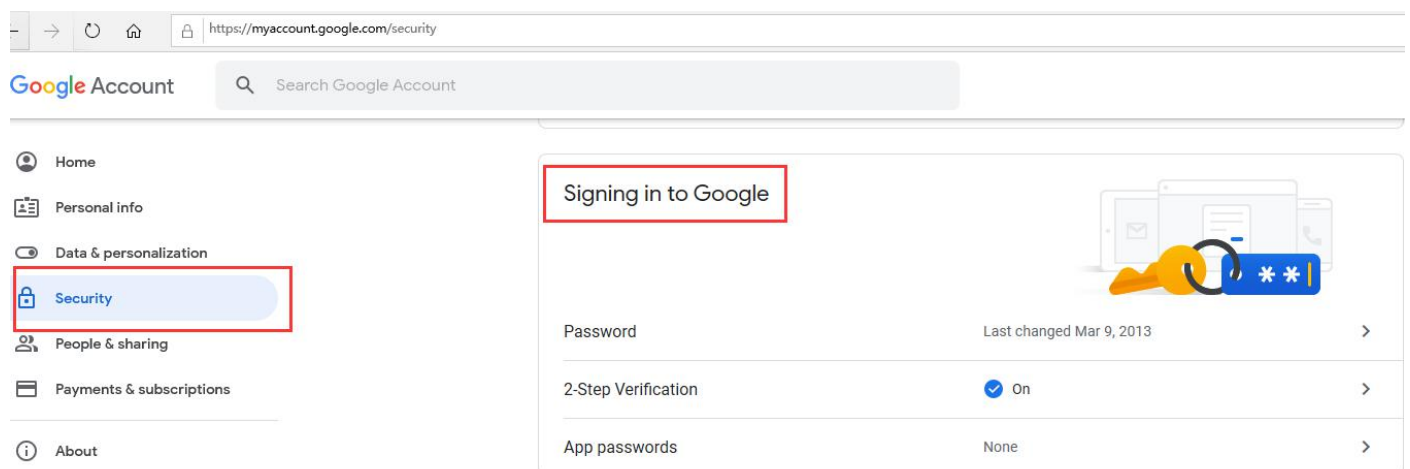 https://myaccount.google.com/security
Google Account
Search Google Account
Home
Personal info
Data & personalization
Security
People & sharing
Payments & subscriptions
About
Signing in to Google
**
Password Last changed Mar 9, 2013
2-Step Verification On
App passwords None